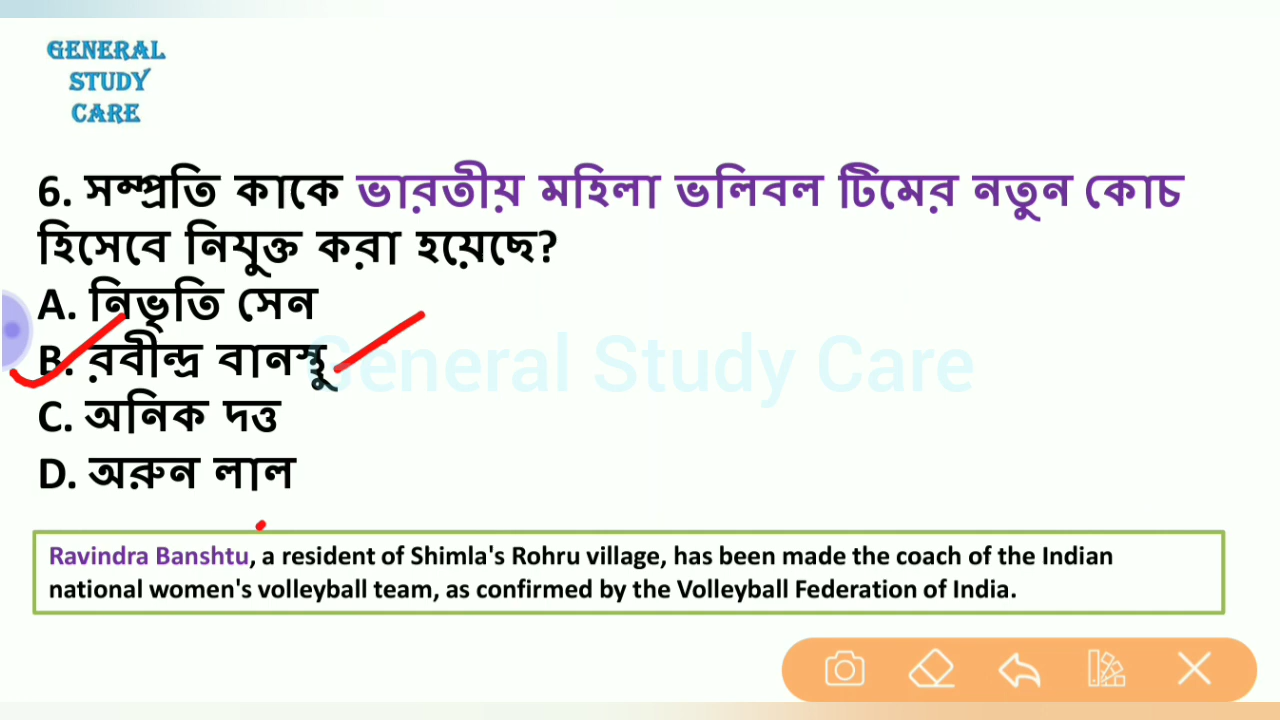 GENERAL
STUDY
CARE
6. সম্প্রতি কাকে ভারতীয় মহিলা ভলিবল টিমের নতুন কোচ
হিসেবে নিযুক্ত করা হয়েছে?
A. নিভৃতি সেন
B. রবীন্দ্র বানস্থু
General Study Care
C. অনিক দত্ত
D. অরুন লাল
Ravindra Banshtu, a resident of Shimla's Rohru village, has been made the coach of the Indian
national women's volleyball team, as confirmed by the Volleyball Federation of India.